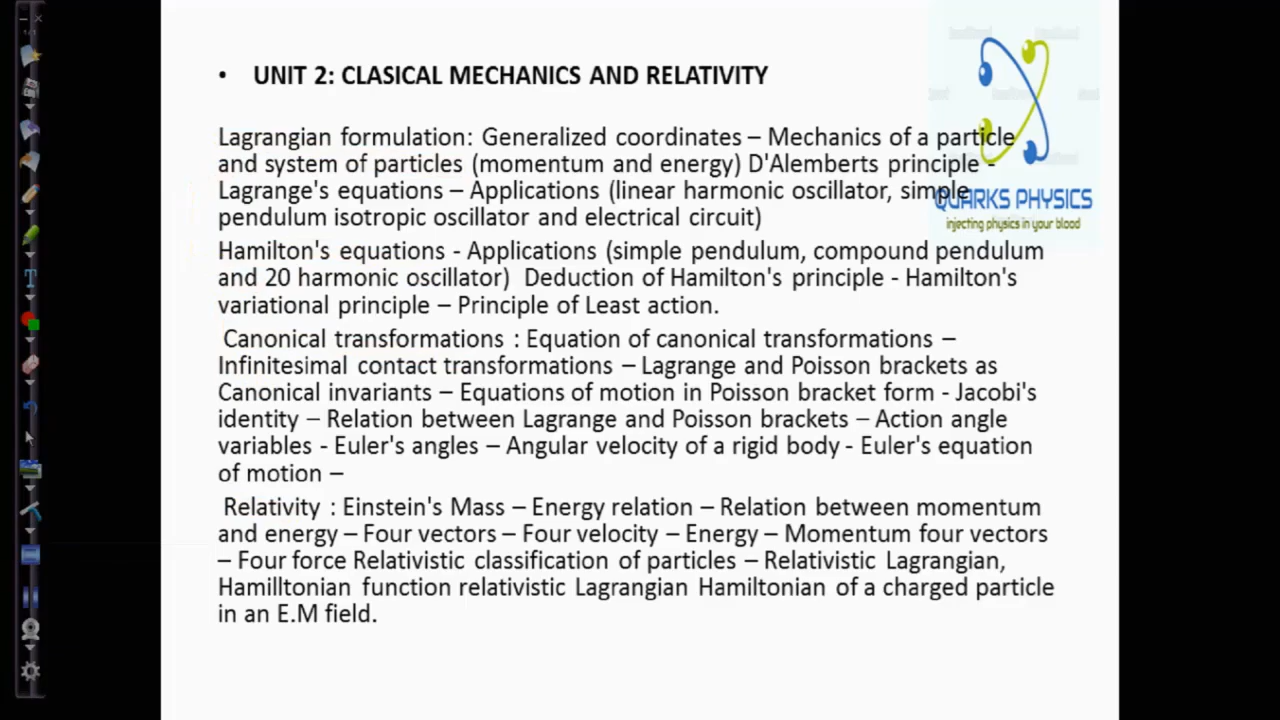 • UNIT 2: CLASICAL MECHANICS AND RELATIVITY
Lagrangian formulation: Generalized coordinates – Mechanics of a particle
and system of particles (momentum and energy) D'Alemberts principle -
Lagrange's equations – Applications (linear harmonic oscillator, simple
pendulum isotropic oscillator and electrical circuit)
QUARKS PHYSICS
injecting physics in your blood
Hamilton's equations - Applications (simple pendulum, compound pendulum
and 20 harmonic oscillator) Deduction of Hamilton's principle - Hamilton's
variational principle – Principle of Least action.
Canonical transformations : Equation of canonical transformations –
Infinitesimal contact transformations – Lagrange and Poisson brackets as
Canonical invariants – Equations of motion in Poisson bracket form - Jacobi's
identity – Relation between Lagrange and Poisson brackets – Action angle
variables - Euler's angles – Angular velocity of a rigid body - Euler's equation
of motion –
Relativity : Einstein's Mass – Energy relation – Relation between momentum
and energy – Four vectors – Four velocity – Energy – Momentum four vectors
– Four force Relativistic classification of particles – Relativistic Lagrangian,
Hamilltonian function relativistic Lagrangian Hamiltonian of a charged particle
in an E.M field.